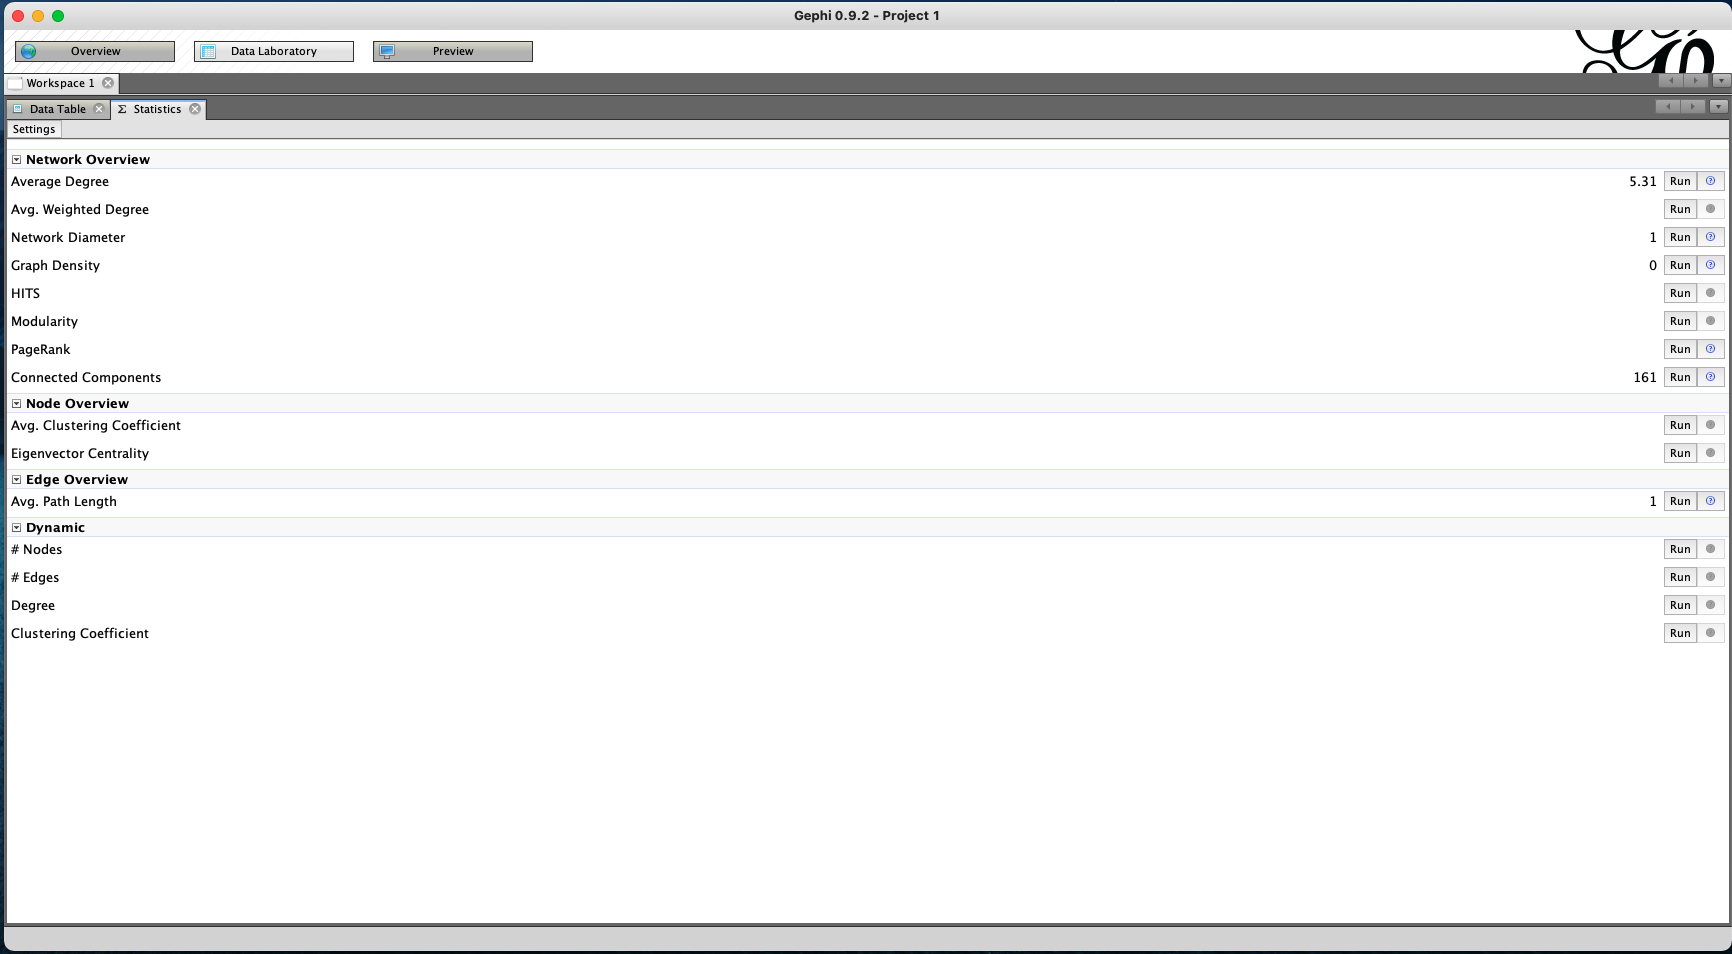 Gephi 0.9.2 - Project 1
Overview Data Laboratory Preview
Workspace 1
Data Table Σ Statistics
Settings
Network Overview
Average Degree 5.31 Run
Avg. Weighted Degree Run
Network Diameter 1 Run
Graph Density 0 Run
HITS Run
Modularity Run
PageRank Run
Connected Components 161 Run
Node Overview
Avg. Clustering Coefficient Run
Eigenvector Centrality Run
Edge Overview
Avg. Path Length 1 Run
Dynamic
# Nodes Run
# Edges Run
Degree Run
Clustering Coefficient Run